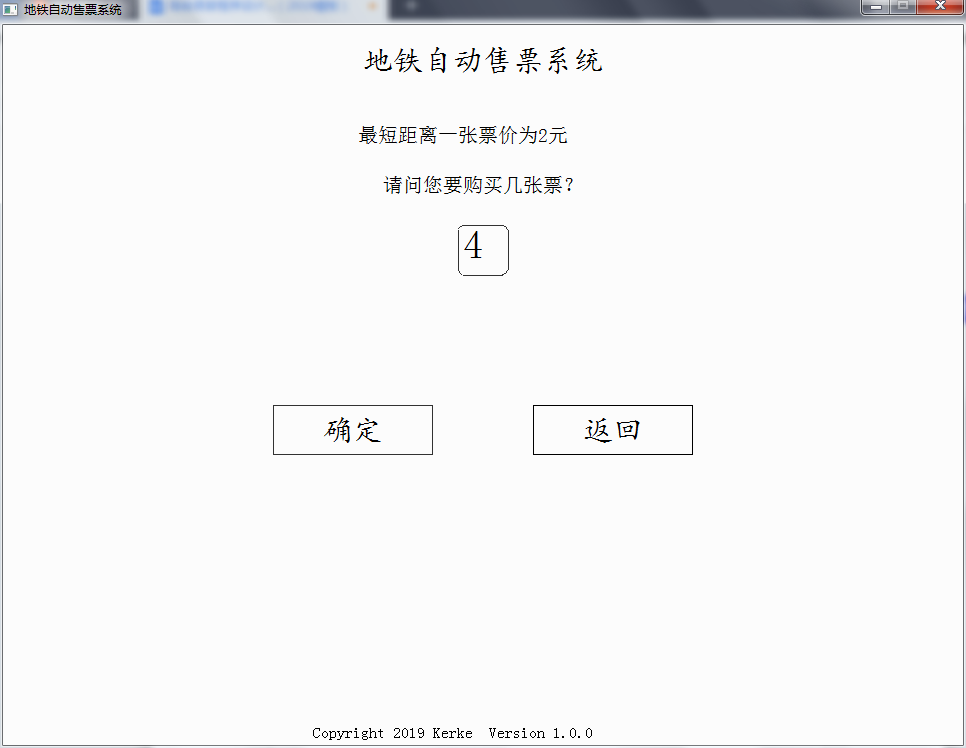 地铁自动售票系统
地铁自动售票系统
最短距离一张票价为2元
请问您要购买几张票?
4
确定
返回
Copyright 2019 Kerke Version 1.0.0